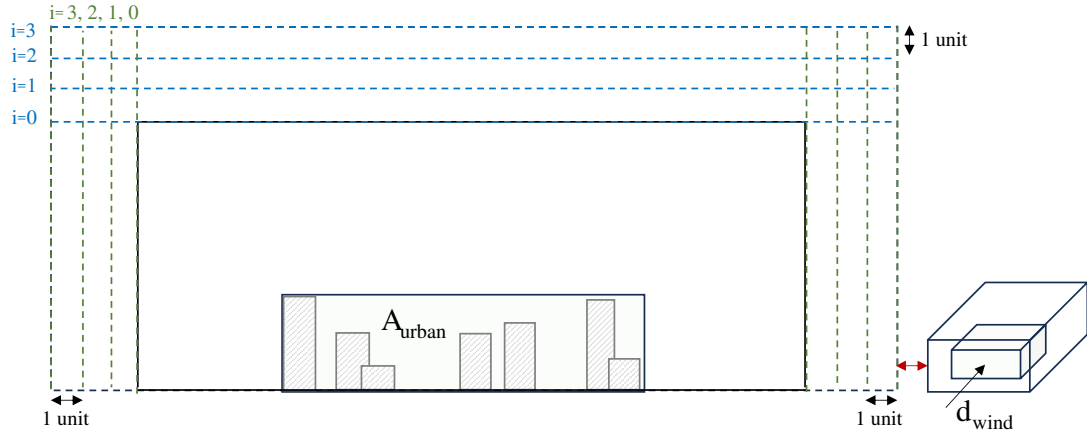 i= 3, 2, 1, 0
i=3
1 unit
i=2
i=1
i=0
A_urban
1 unit
1 unit
d_wind